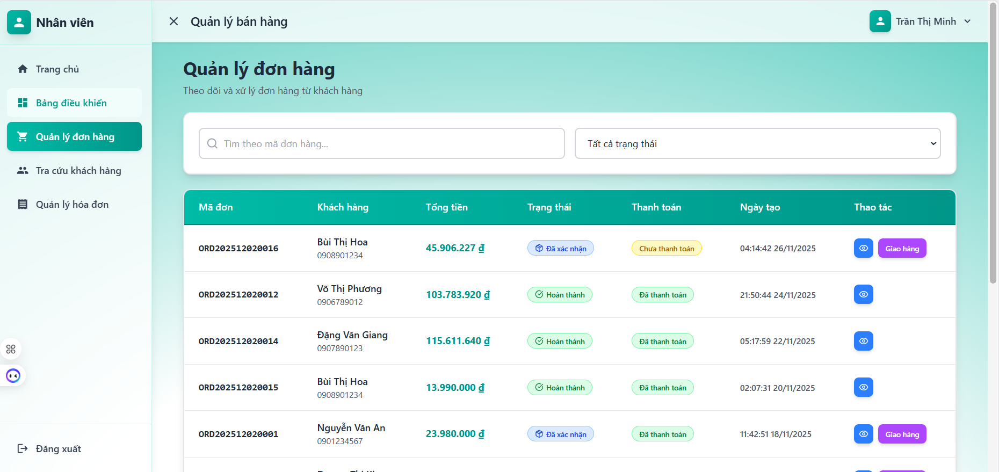 Nhân viên
Trang chủ
Bảng điều khiển
Quản lý đơn hàng
Tra cứu khách hàng
Quản lý hóa đơn
Đăng xuất
Quản lý bán hàng
Trần Thị Minh
Quản lý đơn hàng
Theo dõi và xử lý đơn hàng từ khách hàng
Tìm theo mã đơn hàng...
Tất cả trạng thái
Mã đơn Khách hàng Tổng tiền Trạng thái Thanh toán Ngày tạo Thao tác
ORD202512020016 Bùi Thị Hoa 45.906.227 ₫ Đã xác nhận Chưa thanh toán 04:14:42 26/11/2025 Giao hàng
0908901234
ORD202512020012 Võ Thị Phương 103.783.920 ₫ Hoàn thành Đã thanh toán 21:50:44 24/11/2025
0906789012
ORD202512020014 Đặng Văn Giang 115.611.640 ₫ Hoàn thành Đã thanh toán 05:17:59 22/11/2025
0907890123
ORD202512020015 Bùi Thị Hoa 13.990.000 ₫ Hoàn thành Đã thanh toán 02:07:31 20/11/2025
0908901234
ORD202512020001 Nguyễn Văn An 23.980.000 ₫ Đã xác nhận Đã thanh toán 11:42:51 18/11/2025 Giao hàng
0901234567